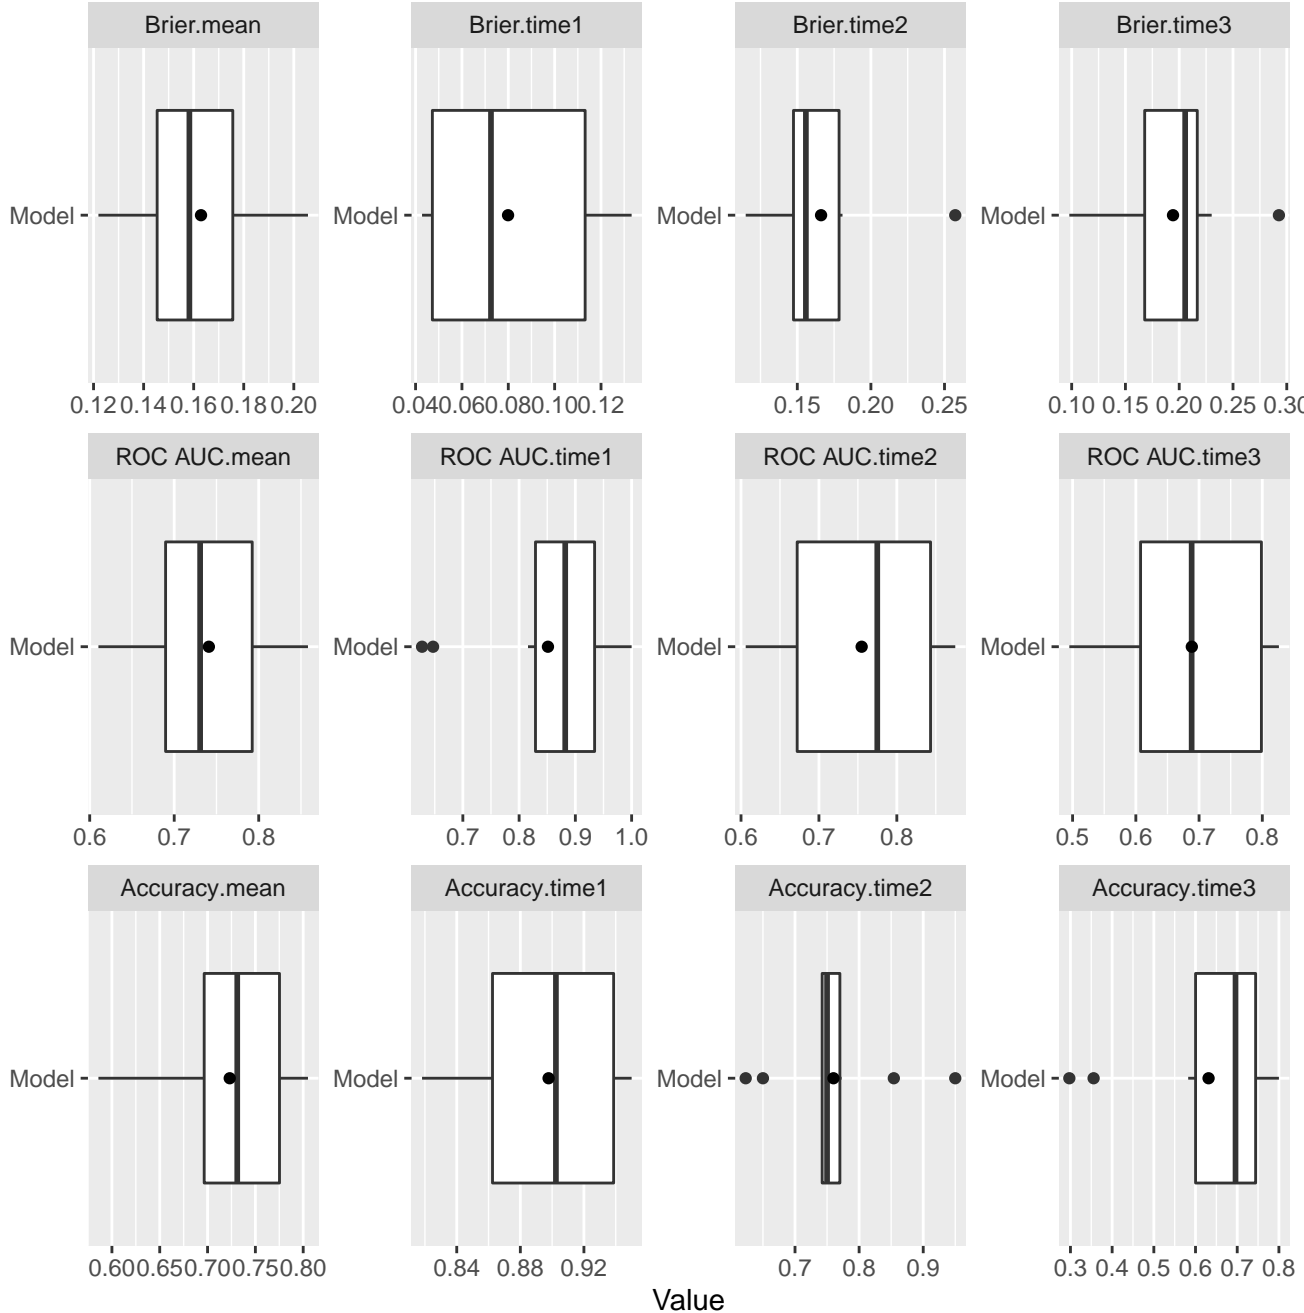 Brier.mean Brier.time1 Brier.time2 Brier.time3
Model Model Model Model
0.12 0.14 0.16 0.18 0.20 0.04 0.06 0.08 0.10 0.12 0.15 0.20 0.25 0.10 0.15 0.20 0.25 0.30
ROC AUC.mean ROC AUC.time1 ROC AUC.time2 ROC AUC.time3
Model Model Model Model
0.6 0.7 0.8 0.7 0.8 0.9 1.0 0.6 0.7 0.8 0.5 0.6 0.7 0.8
Accuracy.mean Accuracy.time1 Accuracy.time2 Accuracy.time3
Model Model Model Model
0.60 0.65 0.70 0.75 0.80 0.84 0.88 0.92 0.7 0.8 0.9 0.3 0.4 0.5 0.6 0.7 0.8
Value